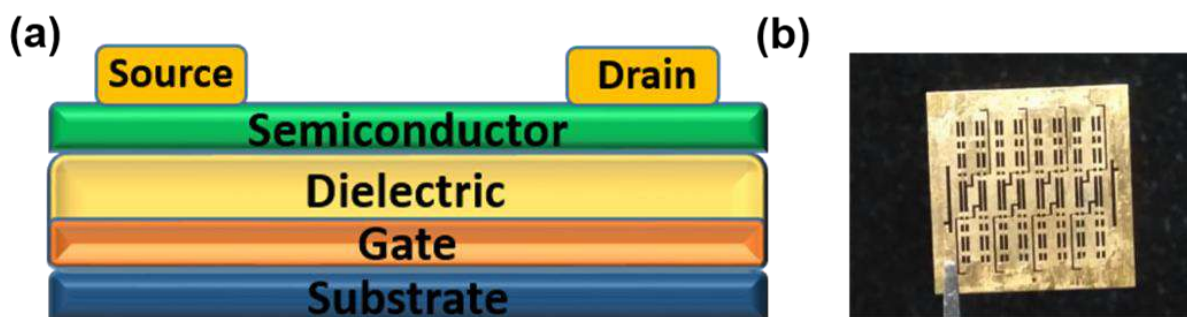 (a)
Source
Drain
Semiconductor
Dielectric
Gate
Substrate
(b)